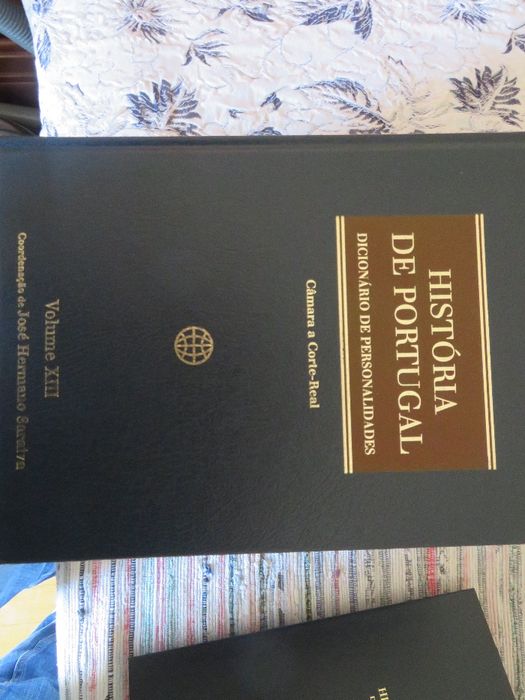 HISTÓRIA
DE PORTUGAL
DICIONÁRIO DE PERSONALIDADES
Câmara a Corte-Real
Volume XIII
Coordenação de José Hermano Saraiva